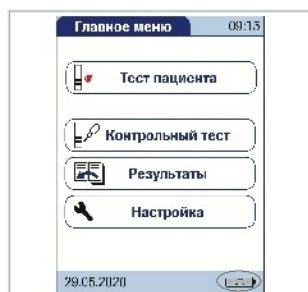 Главное меню 09:15
Тест пациента
Контрольный тест
Результаты
Настройка
29.05.2020